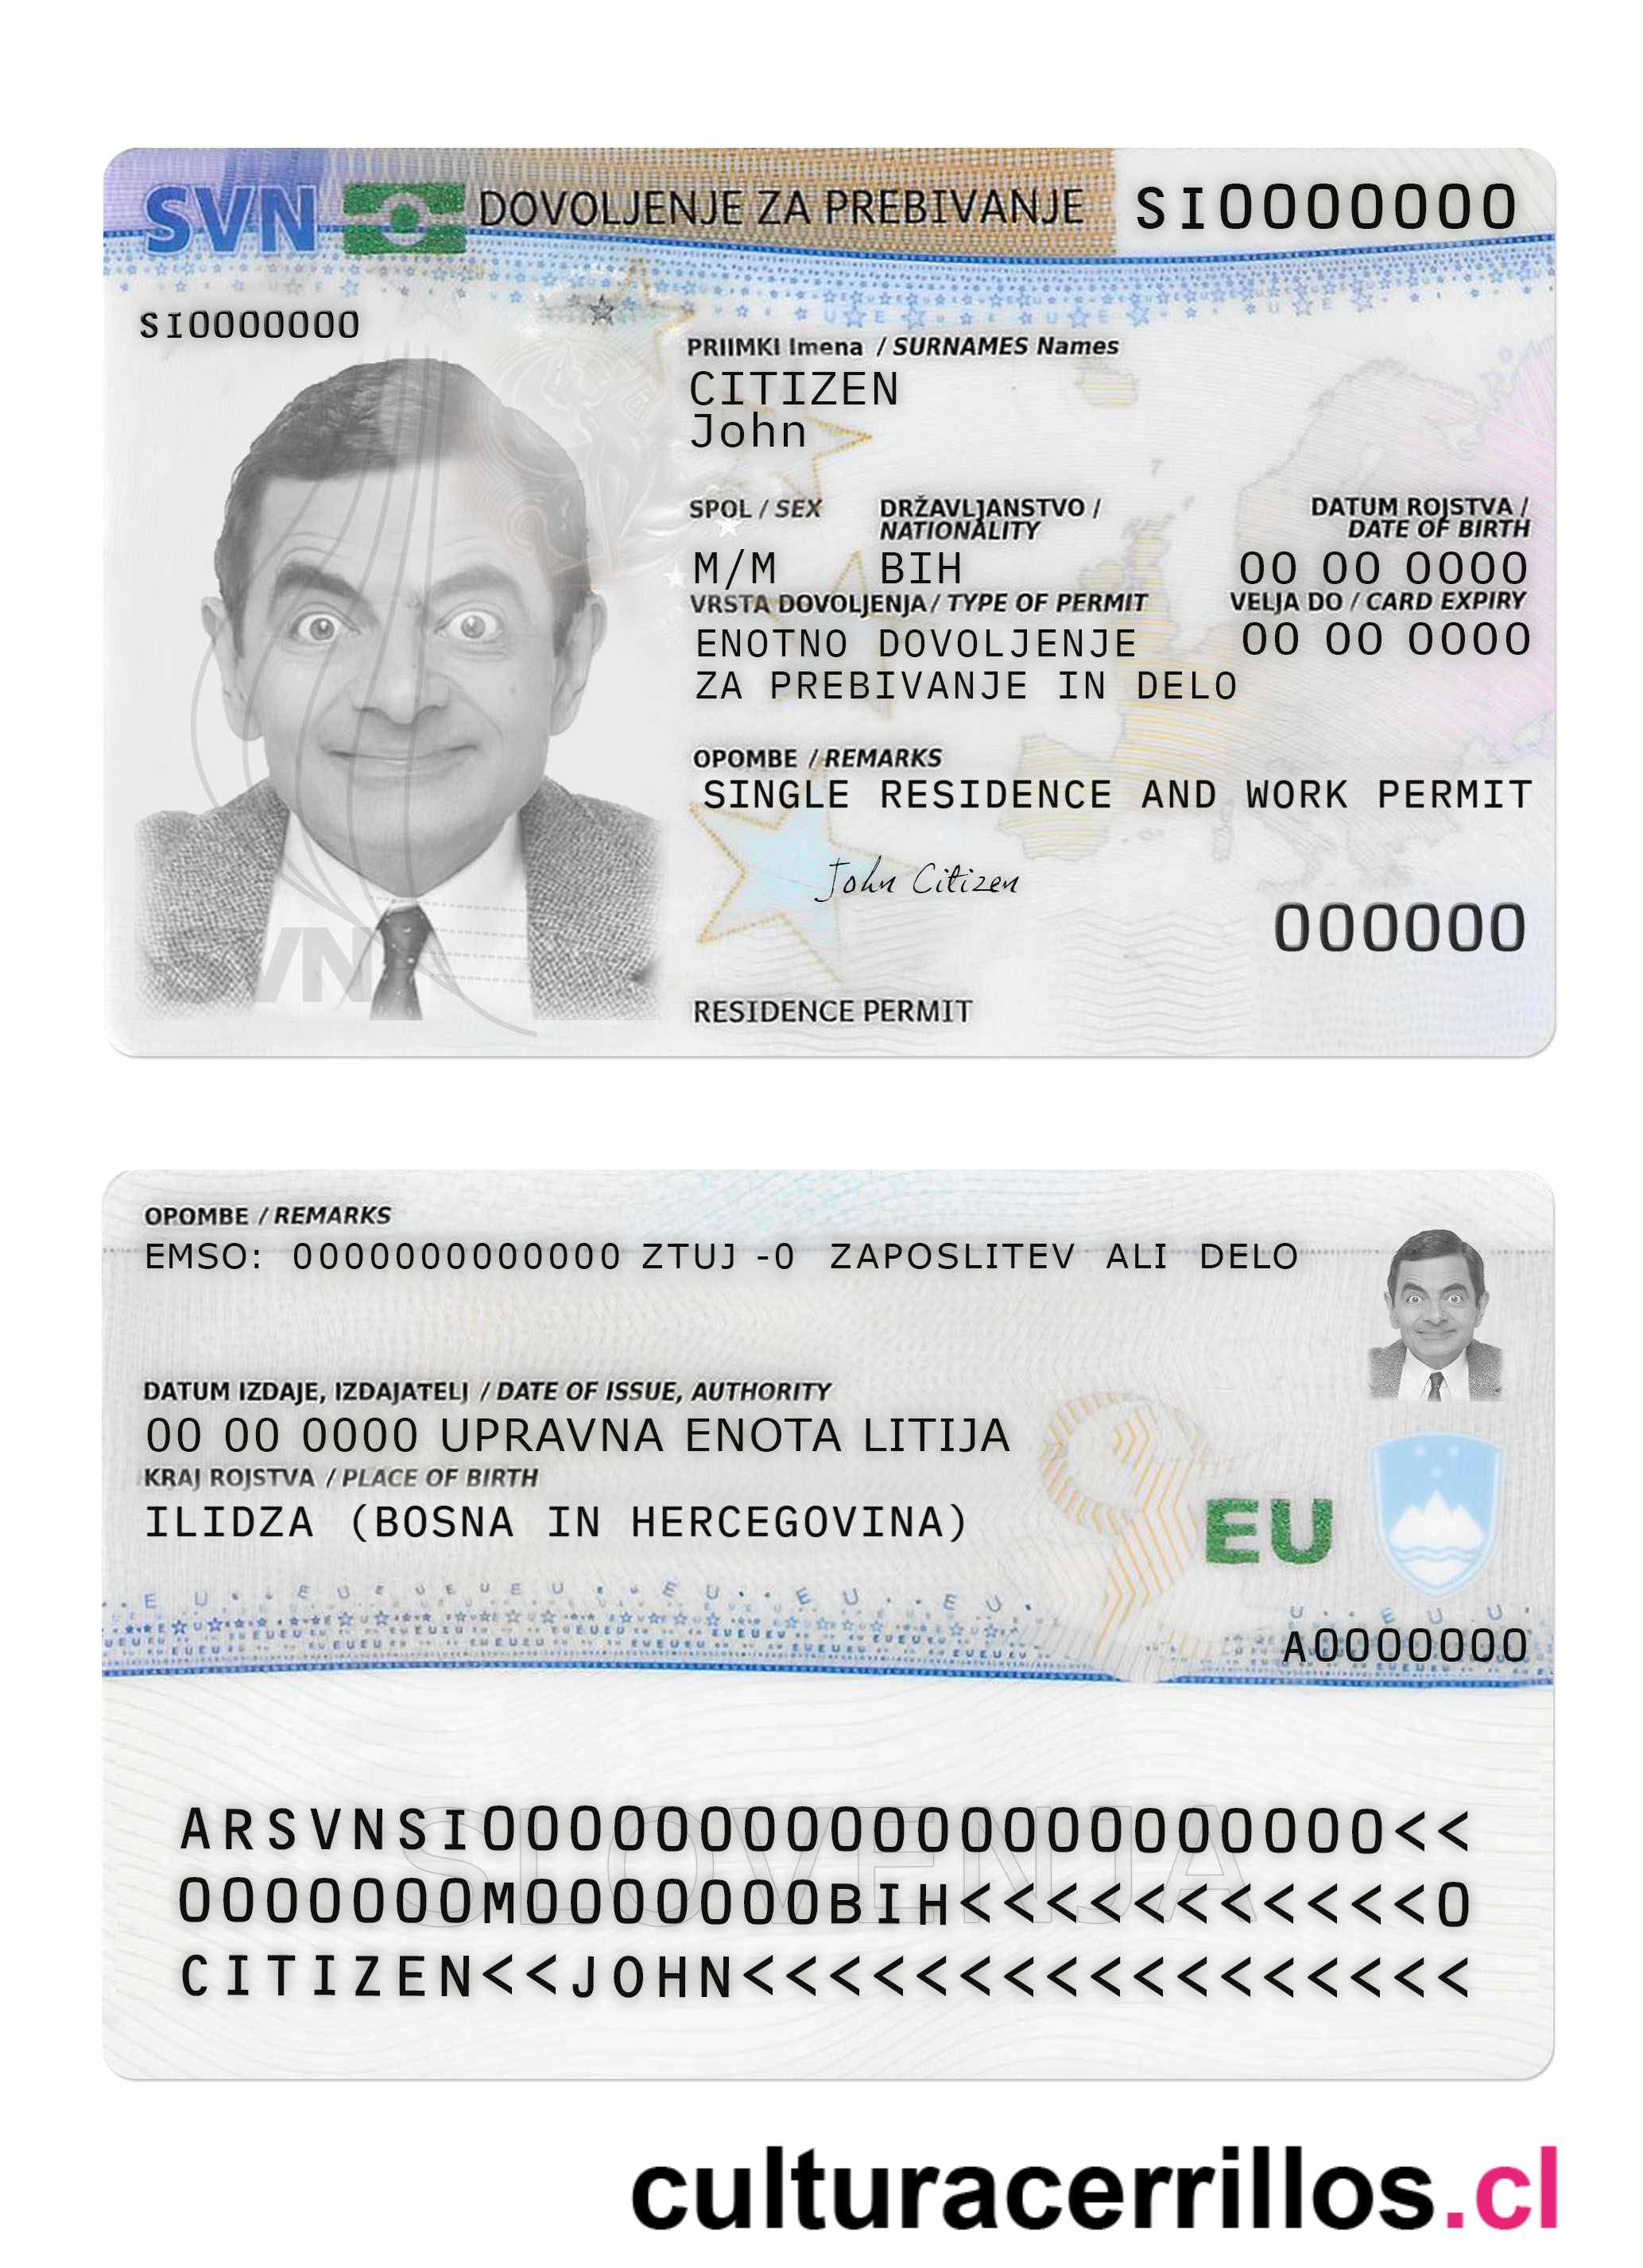 SVN DOVOLJENJE ZA PREBIVANJE SI0000000
SI0000000
PRIIMKI Imena / SURNAMES Names
CITIZEN
John
SPOL / SEX DRŽAVLJANSTVO / NATIONALITY DATUM ROJSTVA / DATE OF BIRTH
M/M BIH 00 00 0000
VRSTA DOVOLJENJA / TYPE OF PERMIT VELJA DO / CARD EXPIRY
ENOTNO DOVOLJENJE 00 00 0000
ZA PREBIVANJE IN DELO
OPOMBE / REMARKS
SINGLE RESIDENCE AND WORK PERMIT
John Citizen
000000
RESIDENCE PERMIT
OPOMBE / REMARKS
EMSO: 0000000000000 ZTUJ -0 ZAPOSLITEV ALI DELO
DATUM IZDAJE, IZDAJATELJ / DATE OF ISSUE, AUTHORITY
00 00 0000 UPRAVNA ENOTA LITIJA
KRAJ ROJSTVA / PLACE OF BIRTH
ILIDZA (BOSNA IN HERCEGOVINA)
EU
A0000000
SLOVENIJA
ARSVNSI000000000000000000000<<
0000000M0000000BIH<<<<<<<<<<<0
CITIZEN<<JOHN<<<<<<<<<<<<<<<<<
culturacerrillos.cl